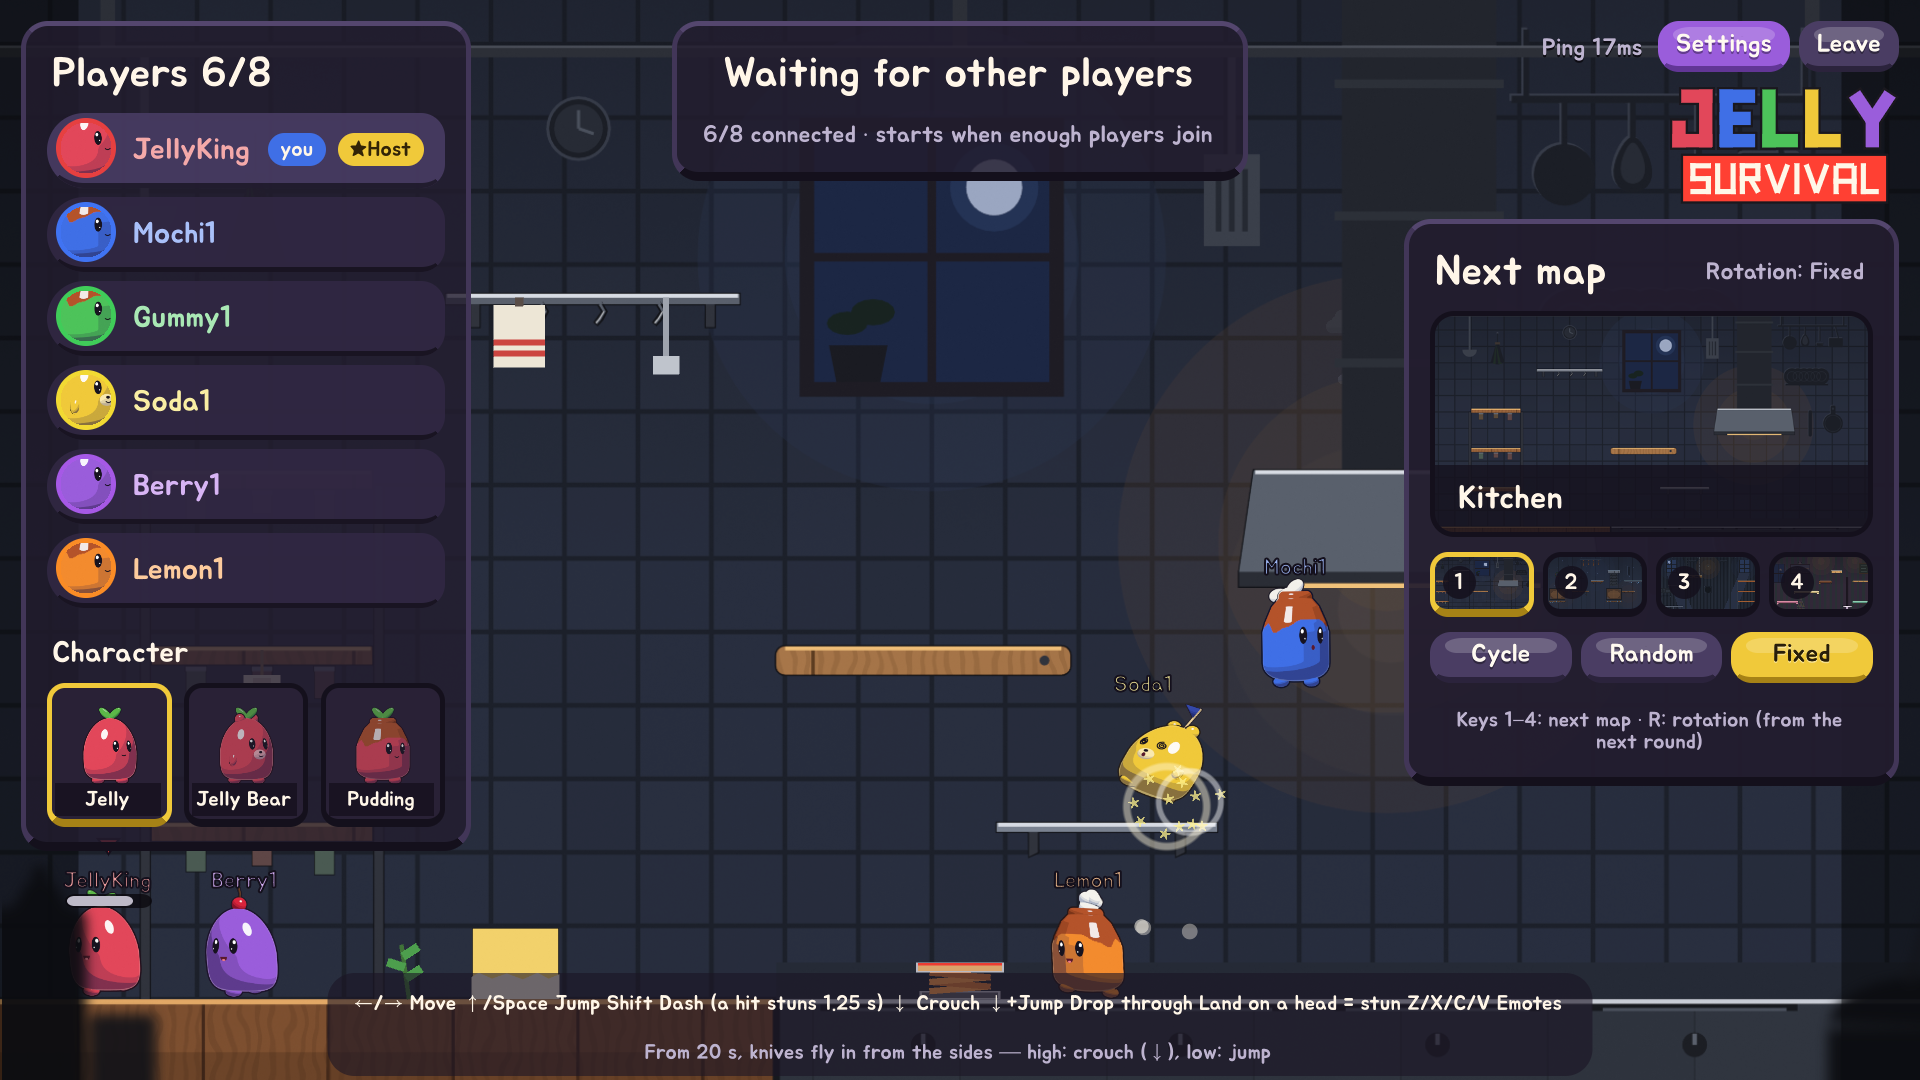 Players 6/8
JellyKing you ★Host
Mochi1
Gummy1
Soda1
Berry1
Lemon1
Character
Jelly
Jelly Bear
Pudding
Waiting for other players
6/8 connected · starts when enough players join
Ping 17ms
Settings
Leave
JELLY
SURVIVAL
Next map
Rotation: Fixed
Kitchen
1
2
3
4
Cycle
Random
Fixed
Keys 1–4: next map · R: rotation (from the
next round)
Mochi1
Soda1
Lemon1
JellyKing
Berry1
←/→ Move ↑/Space Jump Shift Dash (a hit stuns 1.25 s) ↓ Crouch ↓+Jump Drop through Land on a head = stun Z/X/C/V Emotes
From 20 s, knives fly in from the sides — high: crouch (↓), low: jump